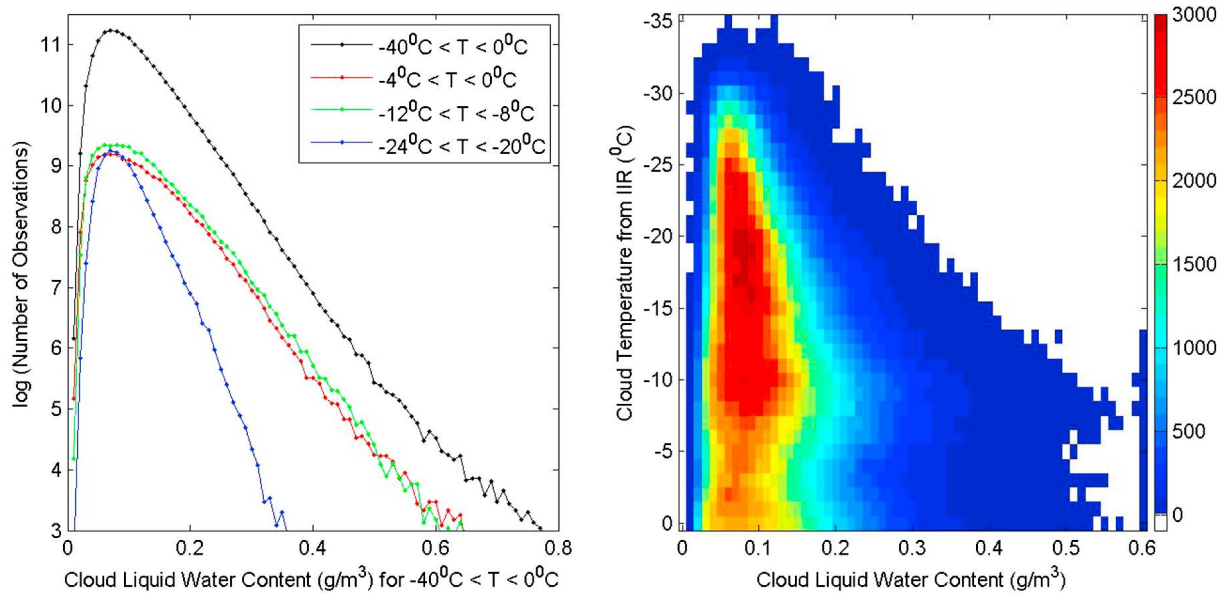 11
10
9
8
7
6
5
4
3
log (Number of Observations)
-40⁰C < T < 0⁰C
-4⁰C < T < 0⁰C
-12⁰C < T < -8⁰C
-24⁰C < T < -20⁰C
0 0.2 0.4 0.6 0.8
Cloud Liquid Water Content (g/m³) for -40⁰C < T < 0⁰C
-35
-30
-25
-20
-15
-10
-5
0
Cloud Temperature from IIR (⁰C)
0 0.1 0.2 0.3 0.4 0.5 0.6
Cloud Liquid Water Content (g/m³)
3000
2500
2000
1500
1000
500
0